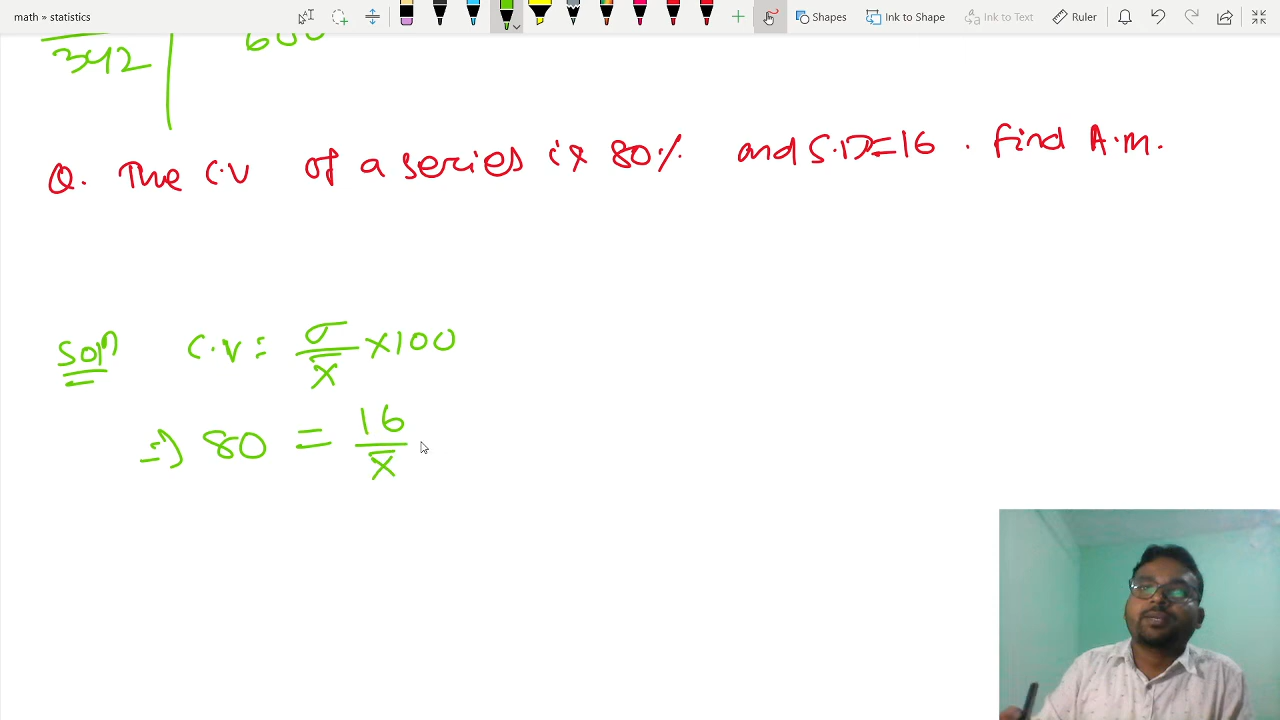 math » statistics
Shapes
Ink to Shape
Ink to Text
Ruler
342
600
Q. The C.V of a series is 80% and S.D=16 . Find A.M.
Soln C.V = σ/x̅ ×100
⇒ 80 = 16/x̅